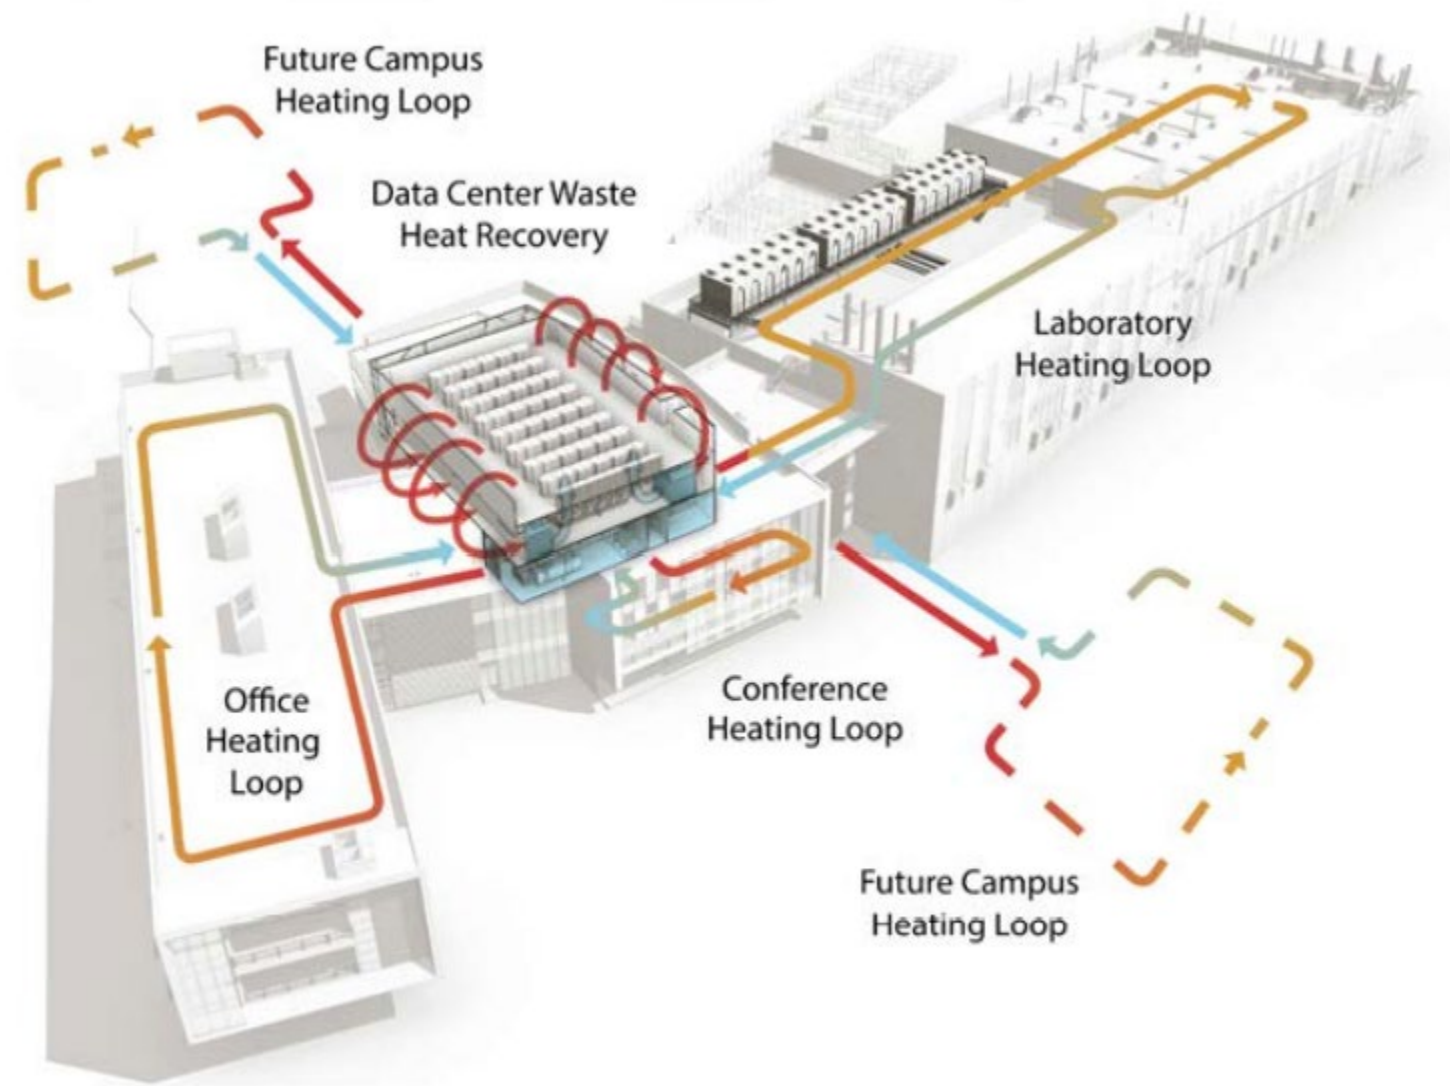 Future Campus
Heating Loop
Data Center Waste
Heat Recovery
Laboratory
Heating Loop
Office
Heating
Loop
Conference
Heating Loop
Future Campus
Heating Loop